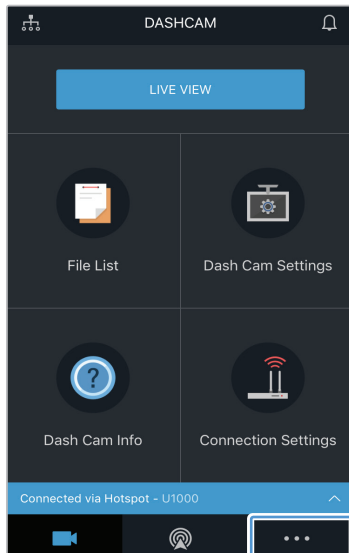 DASHCAM
LIVE VIEW
File List
Dash Cam Settings
Dash Cam Info
Connection Settings
Connected via Hotspot - U1000